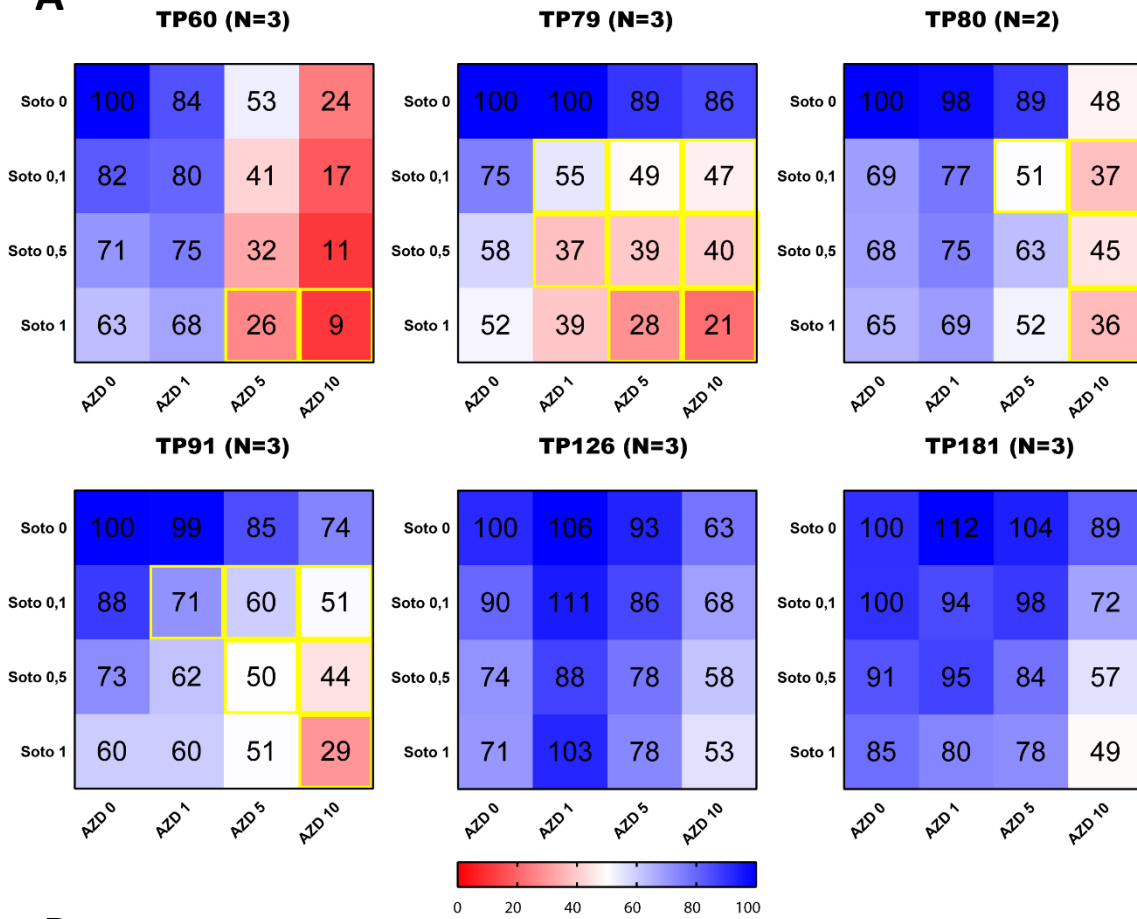 A
TP60 (N=3) TP79 (N=3) TP80 (N=2)
Soto 0 100 84 53 24 Soto 0 100 100 89 86 Soto 0 100 98 89 48
Soto 0,1 82 80 41 17 Soto 0,1 75 55 49 47 Soto 0,1 69 77 51 37
Soto 0,5 71 75 32 11 Soto 0,5 58 37 39 40 Soto 0,5 68 75 63 45
Soto 1 63 68 26 9 Soto 1 52 39 28 21 Soto 1 65 69 52 36
AZD 0 AZD 1 AZD 5 AZD 10 AZD 0 AZD 1 AZD 5 AZD 10 AZD 0 AZD 1 AZD 5 AZD 10
TP91 (N=3) TP126 (N=3) TP181 (N=3)
Soto 0 100 99 85 74 Soto 0 100 106 93 63 Soto 0 100 112 104 89
Soto 0,1 88 71 60 51 Soto 0,1 90 111 86 68 Soto 0,1 100 94 98 72
Soto 0,5 73 62 50 44 Soto 0,5 74 88 78 58 Soto 0,5 91 95 84 57
Soto 1 60 60 51 29 Soto 1 71 103 78 53 Soto 1 85 80 78 49
AZD 0 AZD 1 AZD 5 AZD 10 AZD 0 AZD 1 AZD 5 AZD 10 AZD 0 AZD 1 AZD 5 AZD 10
0 20 40 60 80 100